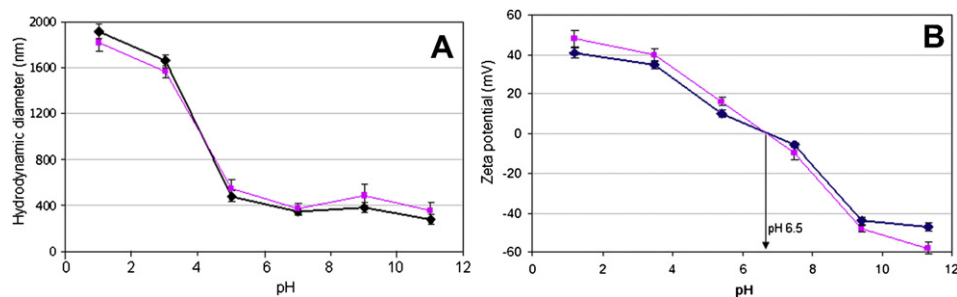 A
Hydrodynamic diameter (nm)
2000
1600
1200
800
400
0
0 2 4 6 8 10 12
pH
B
Zeta potential (mV)
60
40
20
0
-20
-40
-60
pH 6.5
0 2 4 6 8 10 12
pH